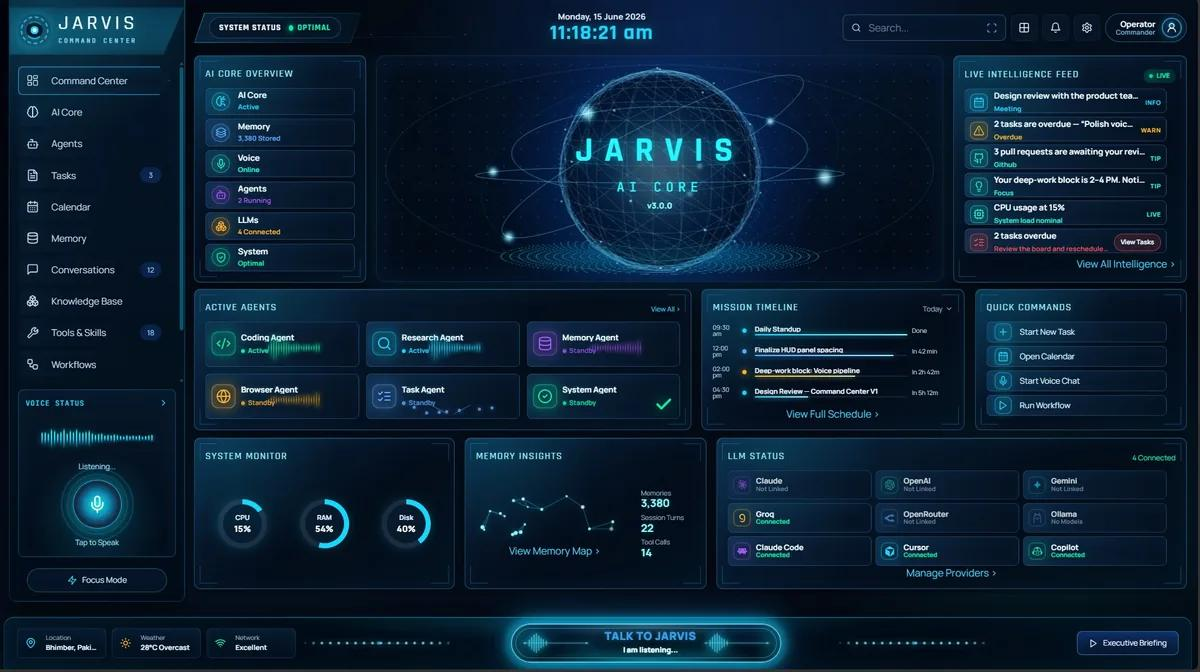 JARVIS
COMMAND CENTER
SYSTEM STATUS OPTIMAL
Monday, 15 June 2026
11:18:21 am
Search...
Operator
Commander
Command Center
AI Core
Agents
Tasks 3
Calendar
Memory
Conversations 12
Knowledge Base
Tools & Skills 18
Workflows
VOICE STATUS
Listening...
Tap to Speak
Focus Mode
AI CORE OVERVIEW
AI Core
Active
Memory
3,380 Stored
Voice
Online
Agents
2 Running
LLMs
4 Connected
System
Optimal
JARVIS
AI CORE
v3.0.0
LIVE INTELLIGENCE FEED LIVE
Design review with the product tea... INFO
Meeting
2 tasks are overdue — "Polish voic... WARN
Overdue
3 pull requests are awaiting your revi... TIP
Github
Your deep-work block is 2–4 PM. Noti... TIP
Focus
CPU usage at 15% LIVE
System load nominal
2 tasks overdue View Tasks
Review the board and reschedule...
View All Intelligence
ACTIVE AGENTS View All
Coding Agent
Active
Research Agent
Active
Memory Agent
Standby
Browser Agent
Standby
Task Agent
Standby
System Agent
Standby
MISSION TIMELINE Today
09:30 am Daily Standup Done
12:00 pm Finalize HUD panel spacing In 42 min
02:00 pm Deep-work block: Voice pipeline In 2h 42m
04:30 pm Design Review — Command Center V1 In 5h 12m
View Full Schedule
QUICK COMMANDS
Start New Task
Open Calendar
Start Voice Chat
Run Workflow
SYSTEM MONITOR
CPU
15%
RAM
54%
Disk
40%
MEMORY INSIGHTS
Memories
3,380
Session Turns
22
Tool Calls
14
View Memory Map
LLM STATUS 4 Connected
Claude
Not Linked
OpenAI
Not Linked
Gemini
Not Linked
Groq
Connected
OpenRouter
Not Linked
Ollama
No Models
Claude Code
Connected
Cursor
Connected
Copilot
Connected
Manage Providers
Location
Bhimber, Paki...
Weather
28°C Overcast
Network
Excellent
TALK TO JARVIS
I am listening...
Executive Briefing